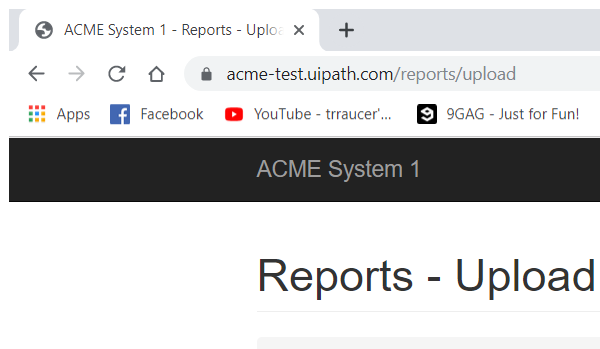 ACME System 1 - Reports - Uploa
acme-test.uipath.com/reports/upload
Apps Facebook YouTube - trraucer'... 9GAG - Just for Fun!
ACME System 1
Reports - Upload